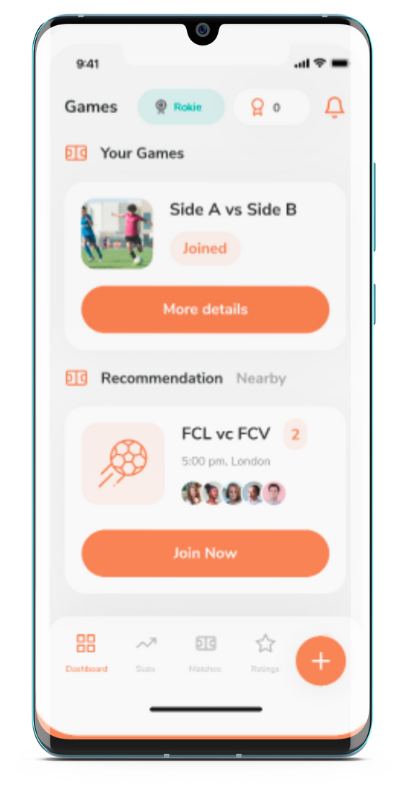 9:41
Games
Rokie
0
Your Games
Side A vs Side B
Joined
More details
Recommendation Nearby
FCL vc FCV 2
5:00 pm, London
Join Now
Dashboard Stats Matches Ratings